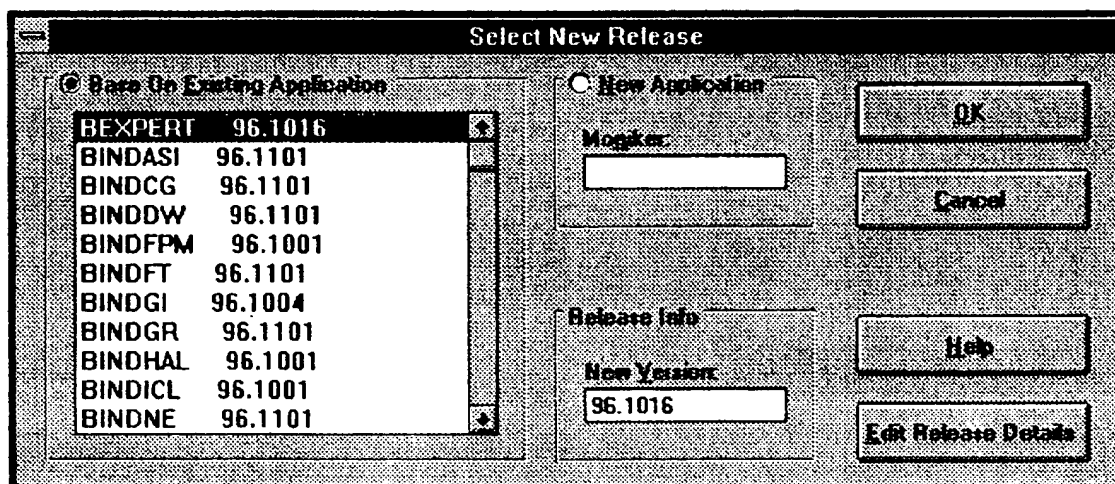 Select New Release
Base On Existing Application
BEXPERT 96.1016
BINDASI 96.1101
BINDCG 96.1101
BINDDW 96.1101
BINDFPM 96.1001
BINDFT 96.1101
BINDGI 96.1004
BINDGR 96.1101
BINDHAL 96.1001
BINDICL 96.1001
BINDNE 96.1101
New Application
Moniker:
Release Info
New Version:
96.1016
OK
Cancel
Help
Edit Release Details